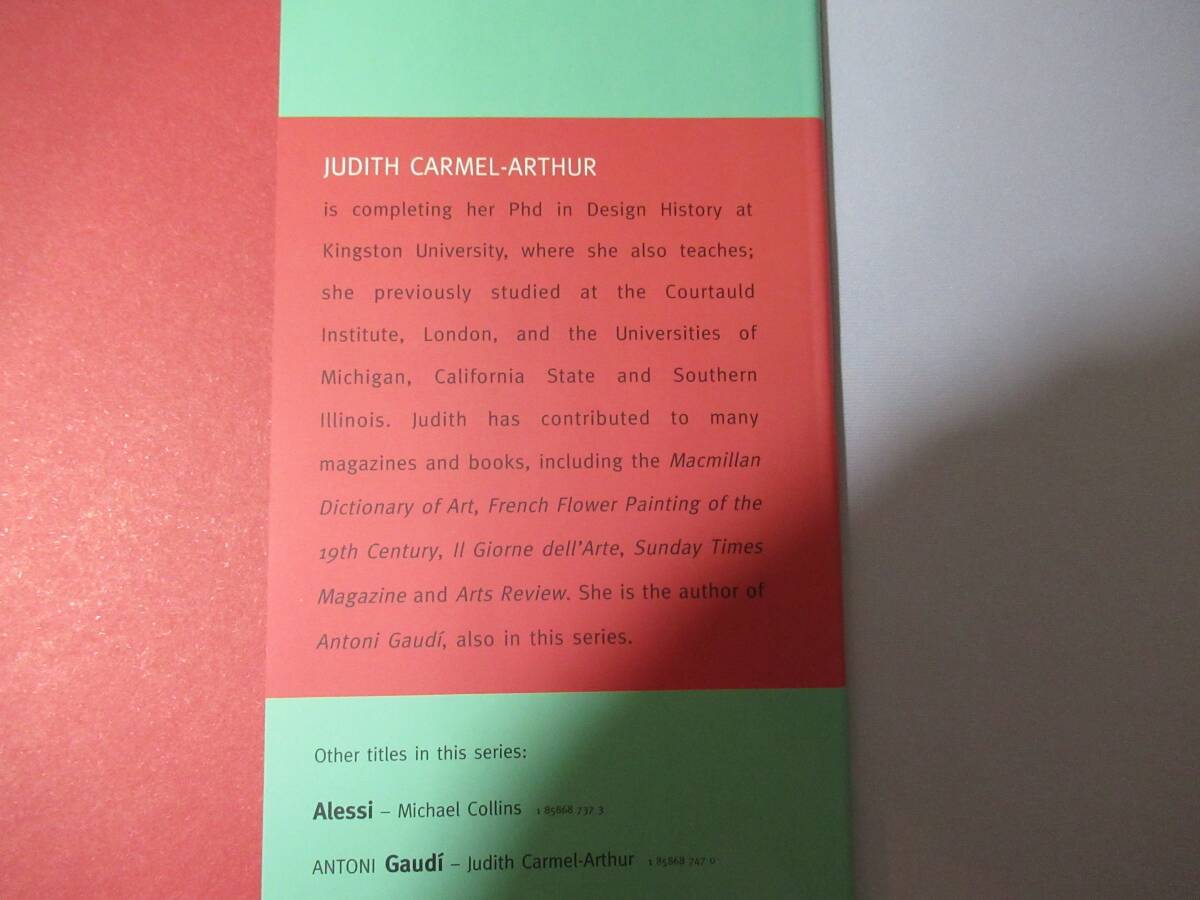 JUDITH CARMEL-ARTHUR
is completing her Phd in Design History at
Kingston University, where she also teaches;
she previously studied at the Courtauld
Institute, London, and the Universities of
Michigan, California State and Southern
Illinois. Judith has contributed to many
magazines and books, including the Macmillan
Dictionary of Art, French Flower Painting of the
19th Century, Il Giorne dell'Arte, Sunday Times
Magazine and Arts Review. She is the author of
Antoni Gaudí, also in this series.
Other titles in this series:
Alessi – Michael Collins 1 85868 737 3
ANTONI Gaudí – Judith Carmel-Arthur 1 85868 747 0